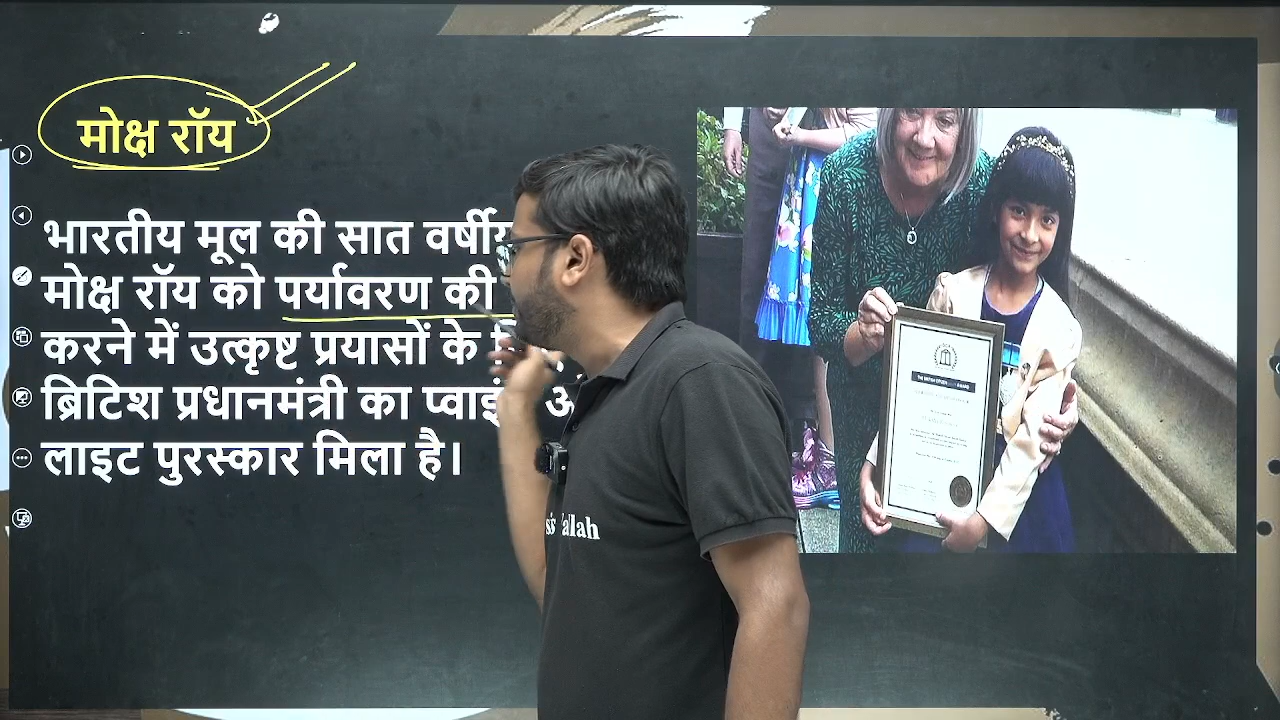 मोक्ष रॉय
भारतीय मूल की सात वर्षीय
मोक्ष रॉय को पर्यावरण की
करने में उत्कृष्ट प्रयासों के
ब्रिटिश प्रधानमंत्री का प्वाइंट
लाइट पुरस्कार मिला है।